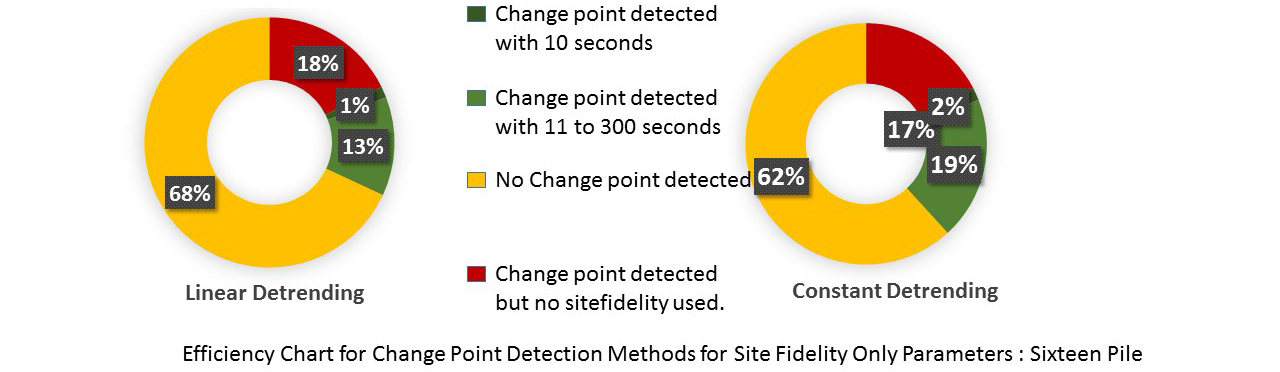 18%
1%
13%
68%
Linear Detrending
Change point detected
with 10 seconds
Change point detected
with 11 to 300 seconds
No Change point detected
Change point detected
but no sitefidelity used.
2%
17%
19%
62%
Constant Detrending
Efficiency Chart for Change Point Detection Methods for Site Fidelity Only Parameters : Sixteen Pile